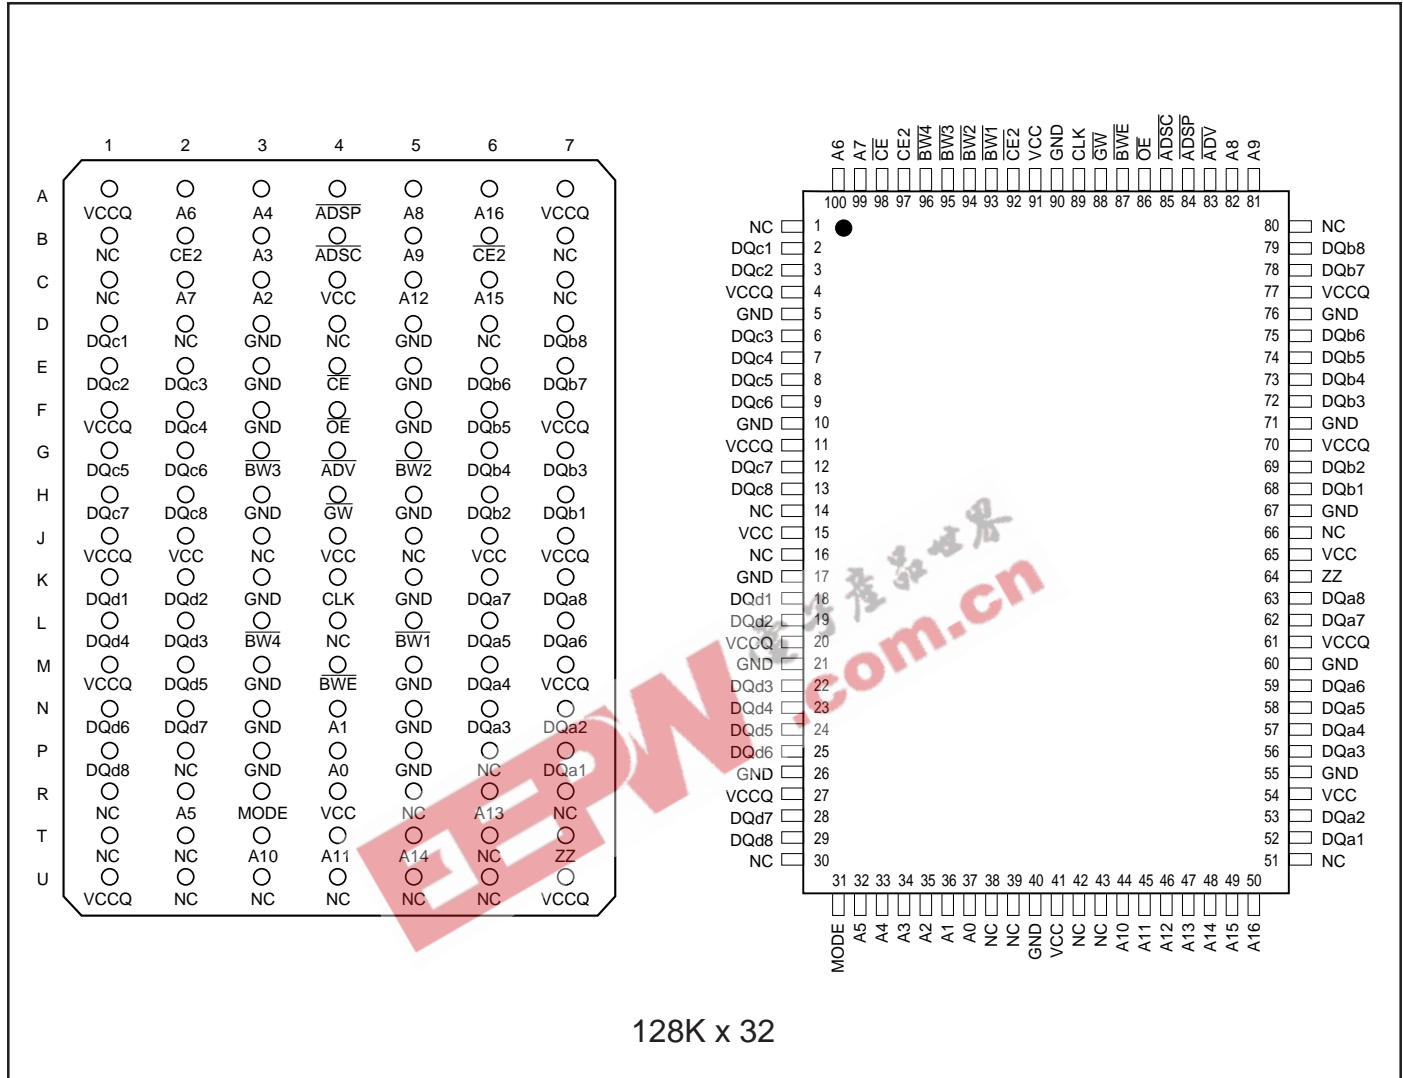 1 2 3 4 5 6 7
A
VCCQ A6 A4 ADSP A8 A16 VCCQ
B
NC CE2 A3 ADSC A9 CE2 NC
C
NC A7 A2 VCC A12 A15 NC
D
DQc1 NC GND NC GND NC DQb8
E
DQc2 DQc3 GND CE GND DQb6 DQb7
F
VCCQ DQc4 GND OE GND DQb5 VCCQ
G
DQc5 DQc6 BW3 ADV BW2 DQb4 DQb3
H
DQc7 DQc8 GND GW GND DQb2 DQb1
J
VCCQ VCC NC VCC NC VCC VCCQ
K
DQd1 DQd2 GND CLK GND DQa7 DQa8
L
DQd4 DQd3 BW4 NC BW1 DQa5 DQa6
M
VCCQ DQd5 GND BWE GND DQa4 VCCQ
N
DQd6 DQd7 GND A1 GND DQa3 DQa2
P
DQd8 NC GND A0 GND NC DQa1
R
NC A5 MODE VCC NC A13 NC
T
NC NC A10 A11 A14 NC ZZ
U
VCCQ NC NC NC NC NC VCCQ
A6 A7 CE CE2 BW4 BW3 BW2 BW1 CE2 VCC GND CLK GW BWE OE ADSC ADSP ADV A8 A9
100 99 98 97 96 95 94 93 92 91 90 89 88 87 86 85 84 83 82 81
NC 1 80 NC
DQc1 2 79 DQb8
DQc2 3 78 DQb7
VCCQ 4 77 VCCQ
GND 5 76 GND
DQc3 6 75 DQb6
DQc4 7 74 DQb5
DQc5 8 73 DQb4
DQc6 9 72 DQb3
GND 10 71 GND
VCCQ 11 70 VCCQ
DQc7 12 69 DQb2
DQc8 13 68 DQb1
NC 14 67 GND
VCC 15 66 NC
NC 16 65 VCC
GND 17 64 ZZ
DQd1 18 63 DQa8
DQd2 19 62 DQa7
VCCQ 20 61 VCCQ
GND 21 60 GND
DQd3 22 59 DQa6
DQd4 23 58 DQa5
DQd5 24 57 DQa4
DQd6 25 56 DQa3
GND 26 55 GND
VCCQ 27 54 VCC
DQd7 28 53 DQa2
DQd8 29 52 DQa1
NC 30 51 NC
31 32 33 34 35 36 37 38 39 40 41 42 43 44 45 46 47 48 49 50
MODE A5 A4 A3 A2 A1 A0 NC NC GND VCC NC NC A10 A11 A12 A13 A14 A15 A16
EEPW
電子產品世界
.com.cn
128K x 32